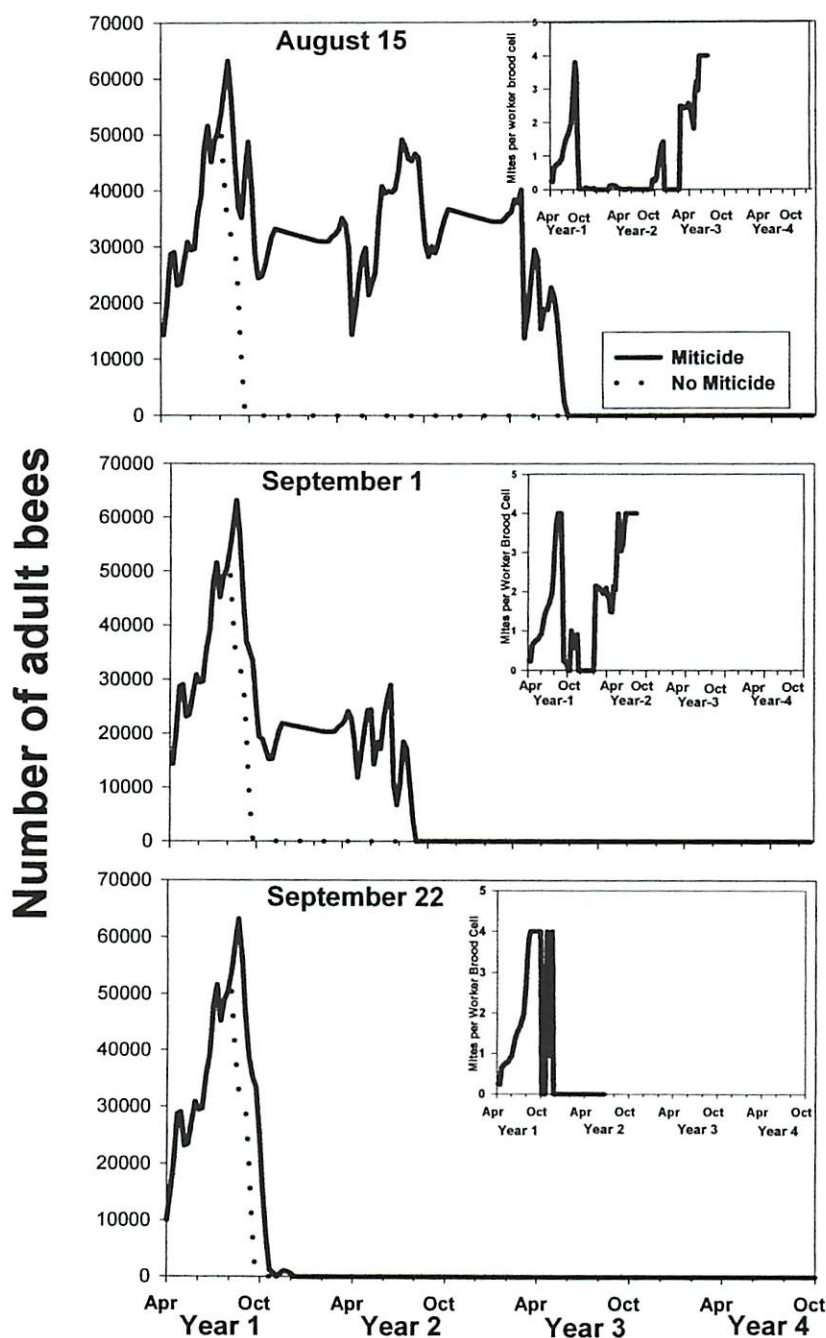 Number of adult bees
August 15
70000
60000
50000
40000
30000
20000
10000
0
Mites per worker brood cell
5
4
3
2
1
0
Apr Oct Apr Oct Apr Oct Apr Oct
Year-1 Year-2 Year-3 Year-4
Miticide
No Miticide
September 1
70000
60000
50000
40000
30000
20000
10000
0
Mites per Worker Brood Cell
5
4
3
2
1
0
Apr Oct Apr Oct Apr Oct Apr Oct
Year-1 Year-2 Year-3 Year-4
September 22
70000
60000
50000
40000
30000
20000
10000
0
Mites per Worker Brood Cell
5
4
3
2
1
0
Apr Oct Apr Oct Apr Oct Apr Oct
Year 1 Year 2 Year 3 Year 4
Apr Oct Apr Oct Apr Oct Apr Oct
Year 1 Year 2 Year 3 Year 4